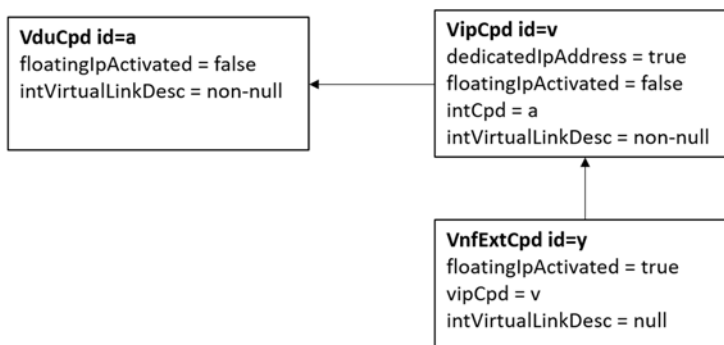 VduCpd id=a
floatingIpActivated = false
intVirtualLinkDesc = non-null
VipCpd id=v
dedicatedIpAddress = true
floatingIpActivated = false
intCpd = a
intVirtualLinkDesc = non-null
VnfExtCpd id=y
floatingIpActivated = true
vipCpd = v
intVirtualLinkDesc = null